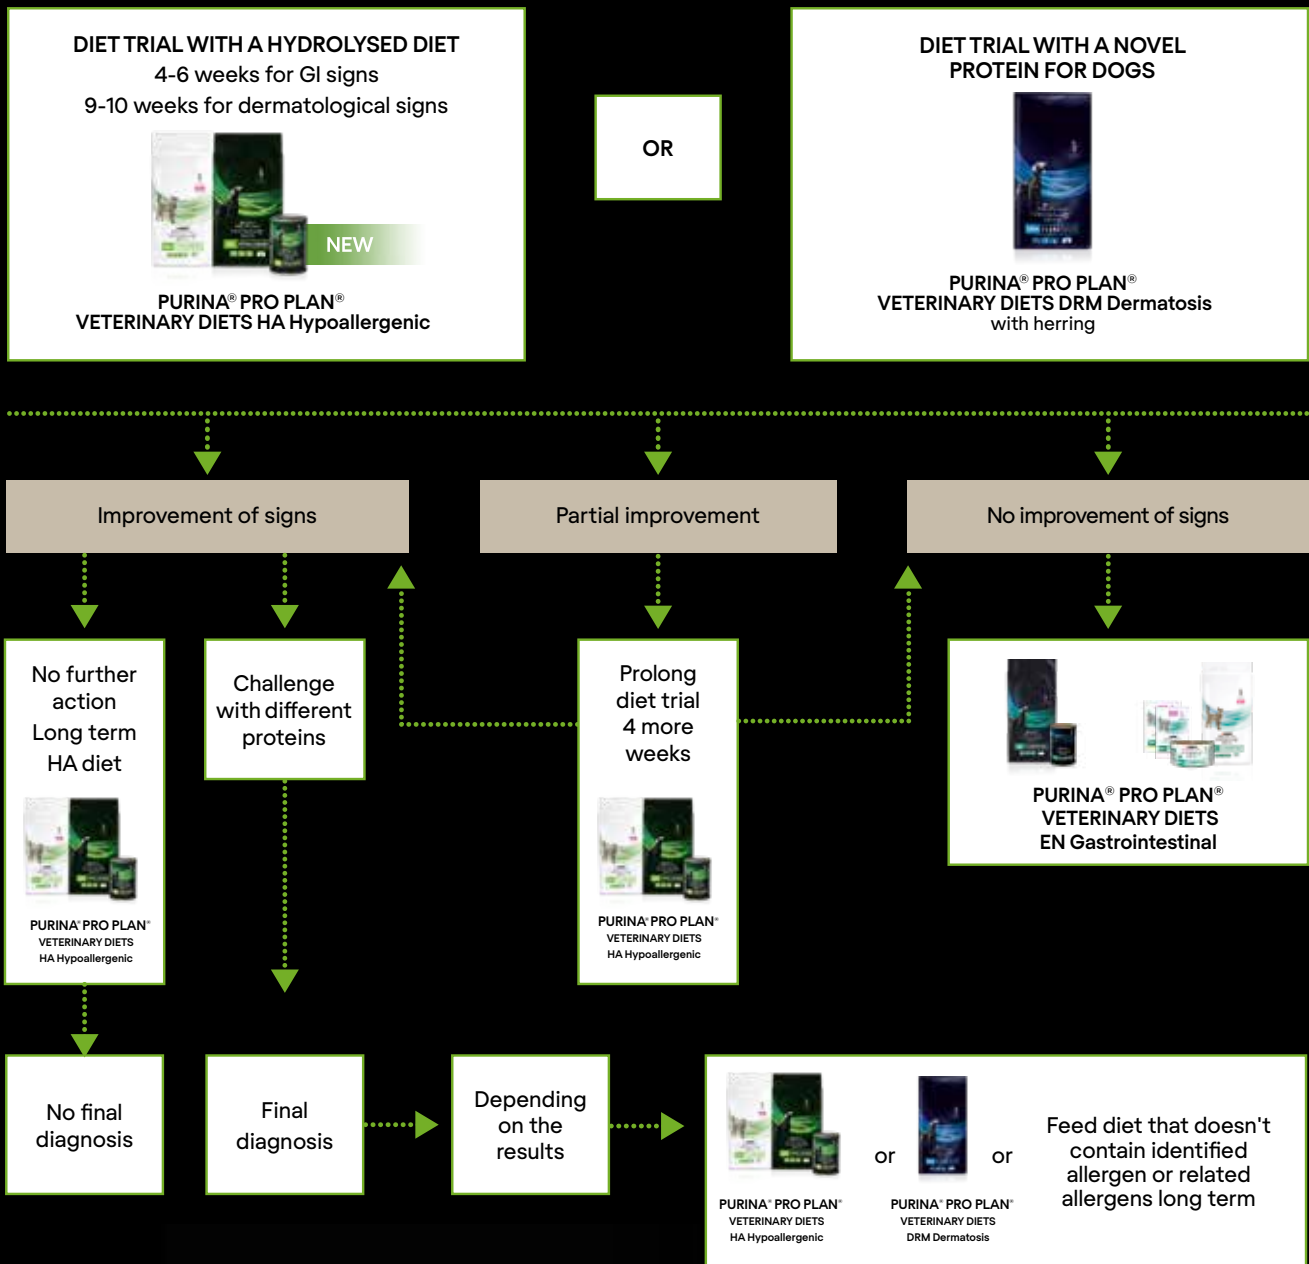 DIET TRIAL WITH A HYDROLYSED DIET
4-6 weeks for GI signs
9-10 weeks for dermatological signs
NEW
PURINA® PRO PLAN®
VETERINARY DIETS HA Hypoallergenic
OR
DIET TRIAL WITH A NOVEL
PROTEIN FOR DOGS
PURINA® PRO PLAN®
VETERINARY DIETS DRM Dermatosis
with herring
Improvement of signs
Partial improvement
No improvement of signs
No further
action
Long term
HA diet
PURINA® PRO PLAN®
VETERINARY DIETS
HA Hypoallergenic
Challenge
with different
proteins
Prolong
diet trial
4 more
weeks
PURINA® PRO PLAN®
VETERINARY DIETS
HA Hypoallergenic
PURINA® PRO PLAN®
VETERINARY DIETS
EN Gastrointestinal
No final
diagnosis
Final
diagnosis
Depending
on the
results
PURINA® PRO PLAN®
VETERINARY DIETS
HA Hypoallergenic
or
PURINA® PRO PLAN®
VETERINARY DIETS
DRM Dermatosis
or
Feed diet that doesn't
contain identified
allergen or related
allergens long term